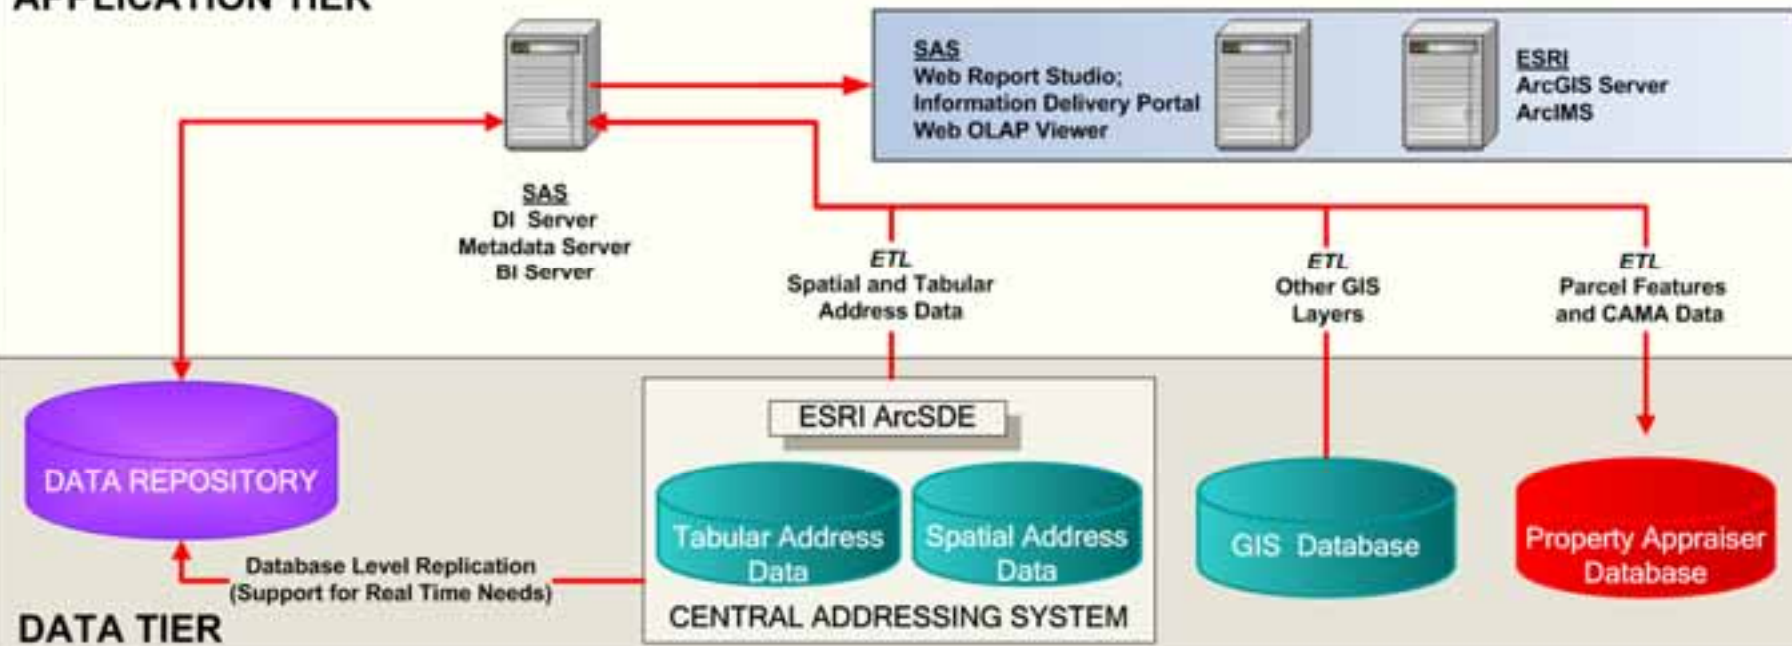 APPLICATION TIER
SAS
Web Report Studio;
Information Delivery Portal
Web OLAP Viewer
ESRI
ArcGIS Server
ArcIMS
SAS
DI Server
Metadata Server
BI Server
ETL
Spatial and Tabular
Address Data
ETL
Other GIS
Layers
ETL
Parcel Features
and CAMA Data
DATA REPOSITORY
ESRI ArcSDE
Tabular Address
Data
Spatial Address
Data
CENTRAL ADDRESSING SYSTEM
GIS Database
Property Appraiser
Database
Database Level Replication
(Support for Real Time Needs)
DATA TIER